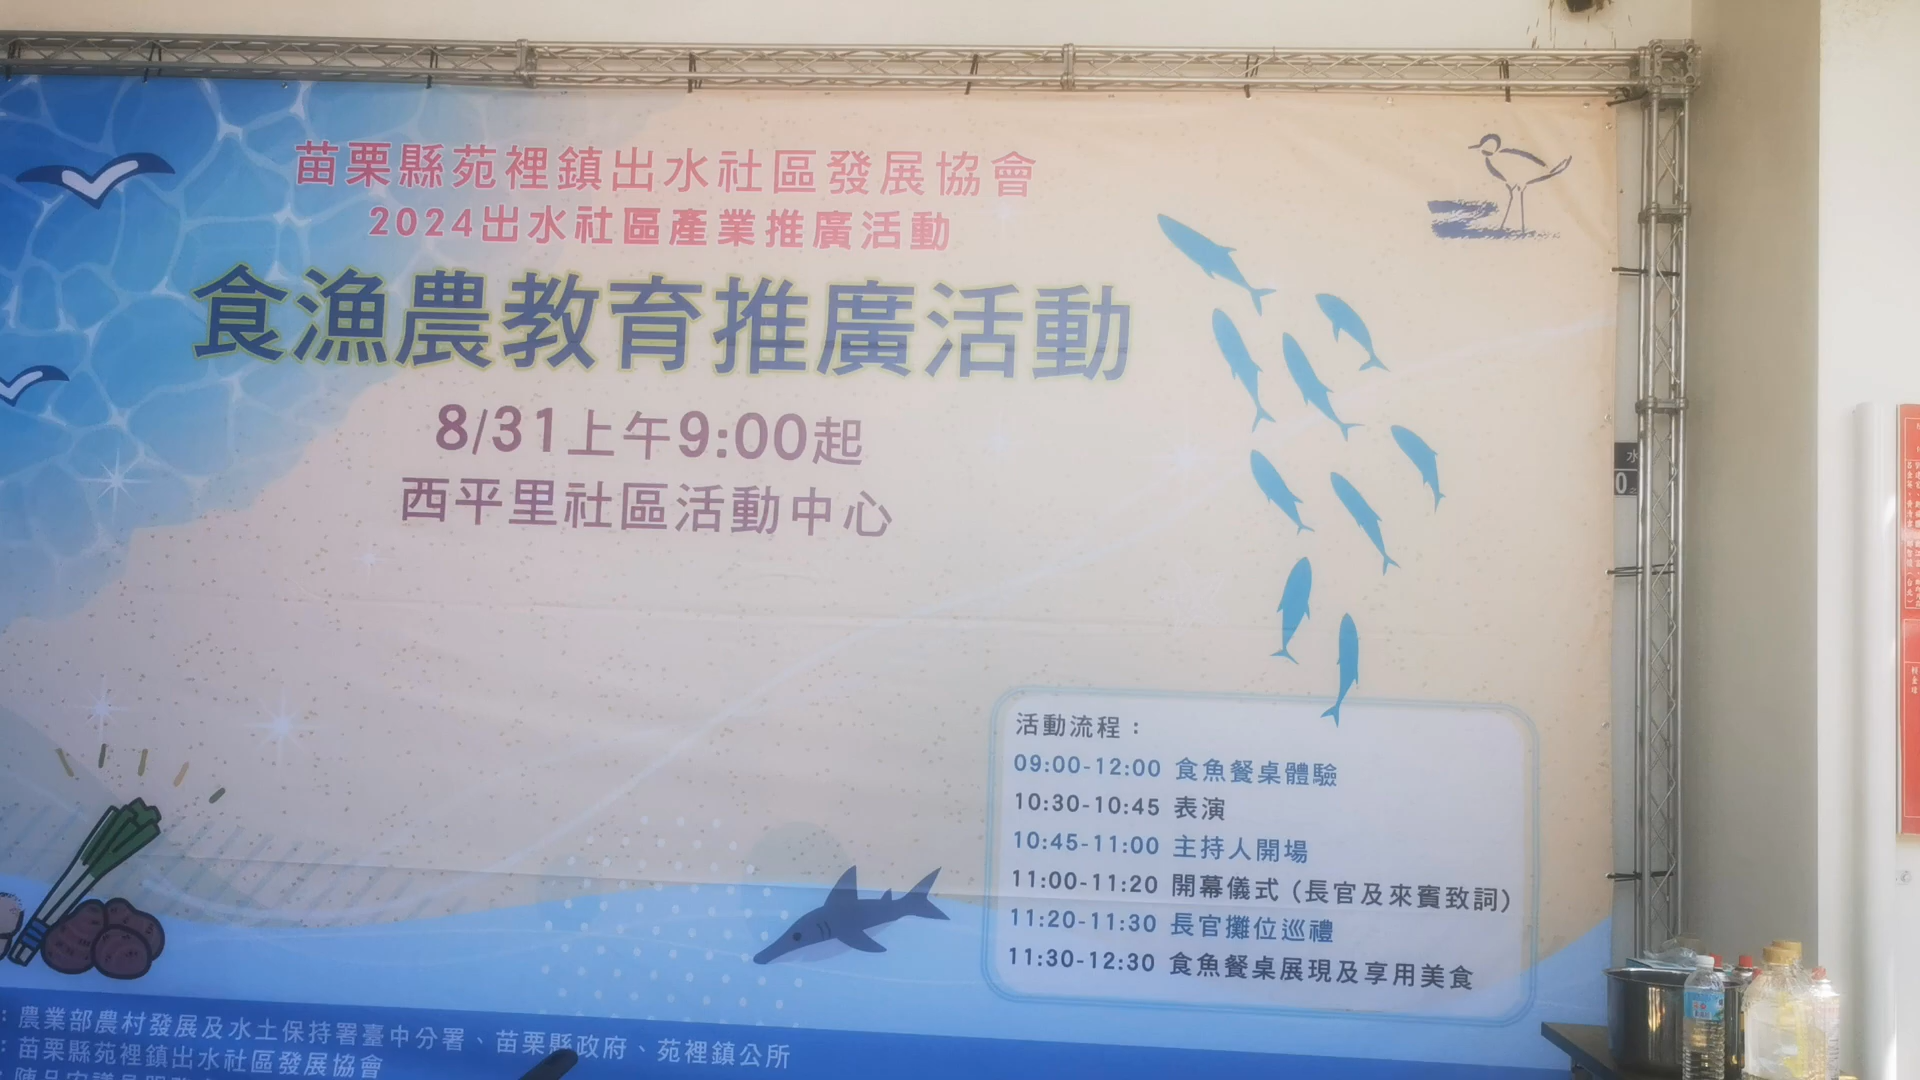 苗栗縣苑裡鎮出水社區發展協會
2024出水社區產業推廣活動
食漁農教育推廣活動
8/31上午9:00起
西平里社區活動中心
活動流程：
09:00-12:00 食魚餐桌體驗
10:30-10:45 表演
10:45-11:00 主持人開場
11:00-11:20 開幕儀式 (長官及來賓致詞)
11:20-11:30 長官攤位巡禮
11:30-12:30 食魚餐桌展現及享用美食
：農業部農村發展及水土保持署臺中分署、苗栗縣政府、苑裡鎮公所
：苗栗縣苑裡鎮出水社區發展協會
水
0